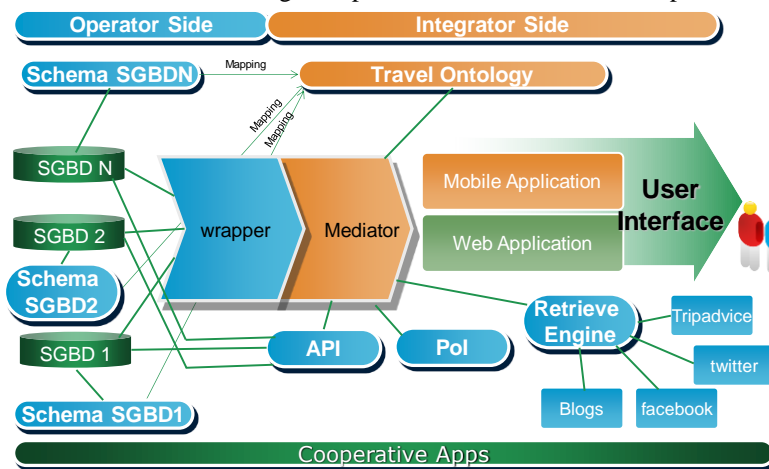 Operator Side
Integrator Side
Schema SGBDN
Mapping
Travel Ontology
Mapping
Mapping
SGBD N
SGBD 2
Schema
SGBD2
SGBD 1
Schema SGBD1
wrapper
Mediator
Mobile Application
Web Application
User
Interface
API
PoI
Retrieve
Engine
Tripadvice
twitter
facebook
Blogs
Cooperative Apps